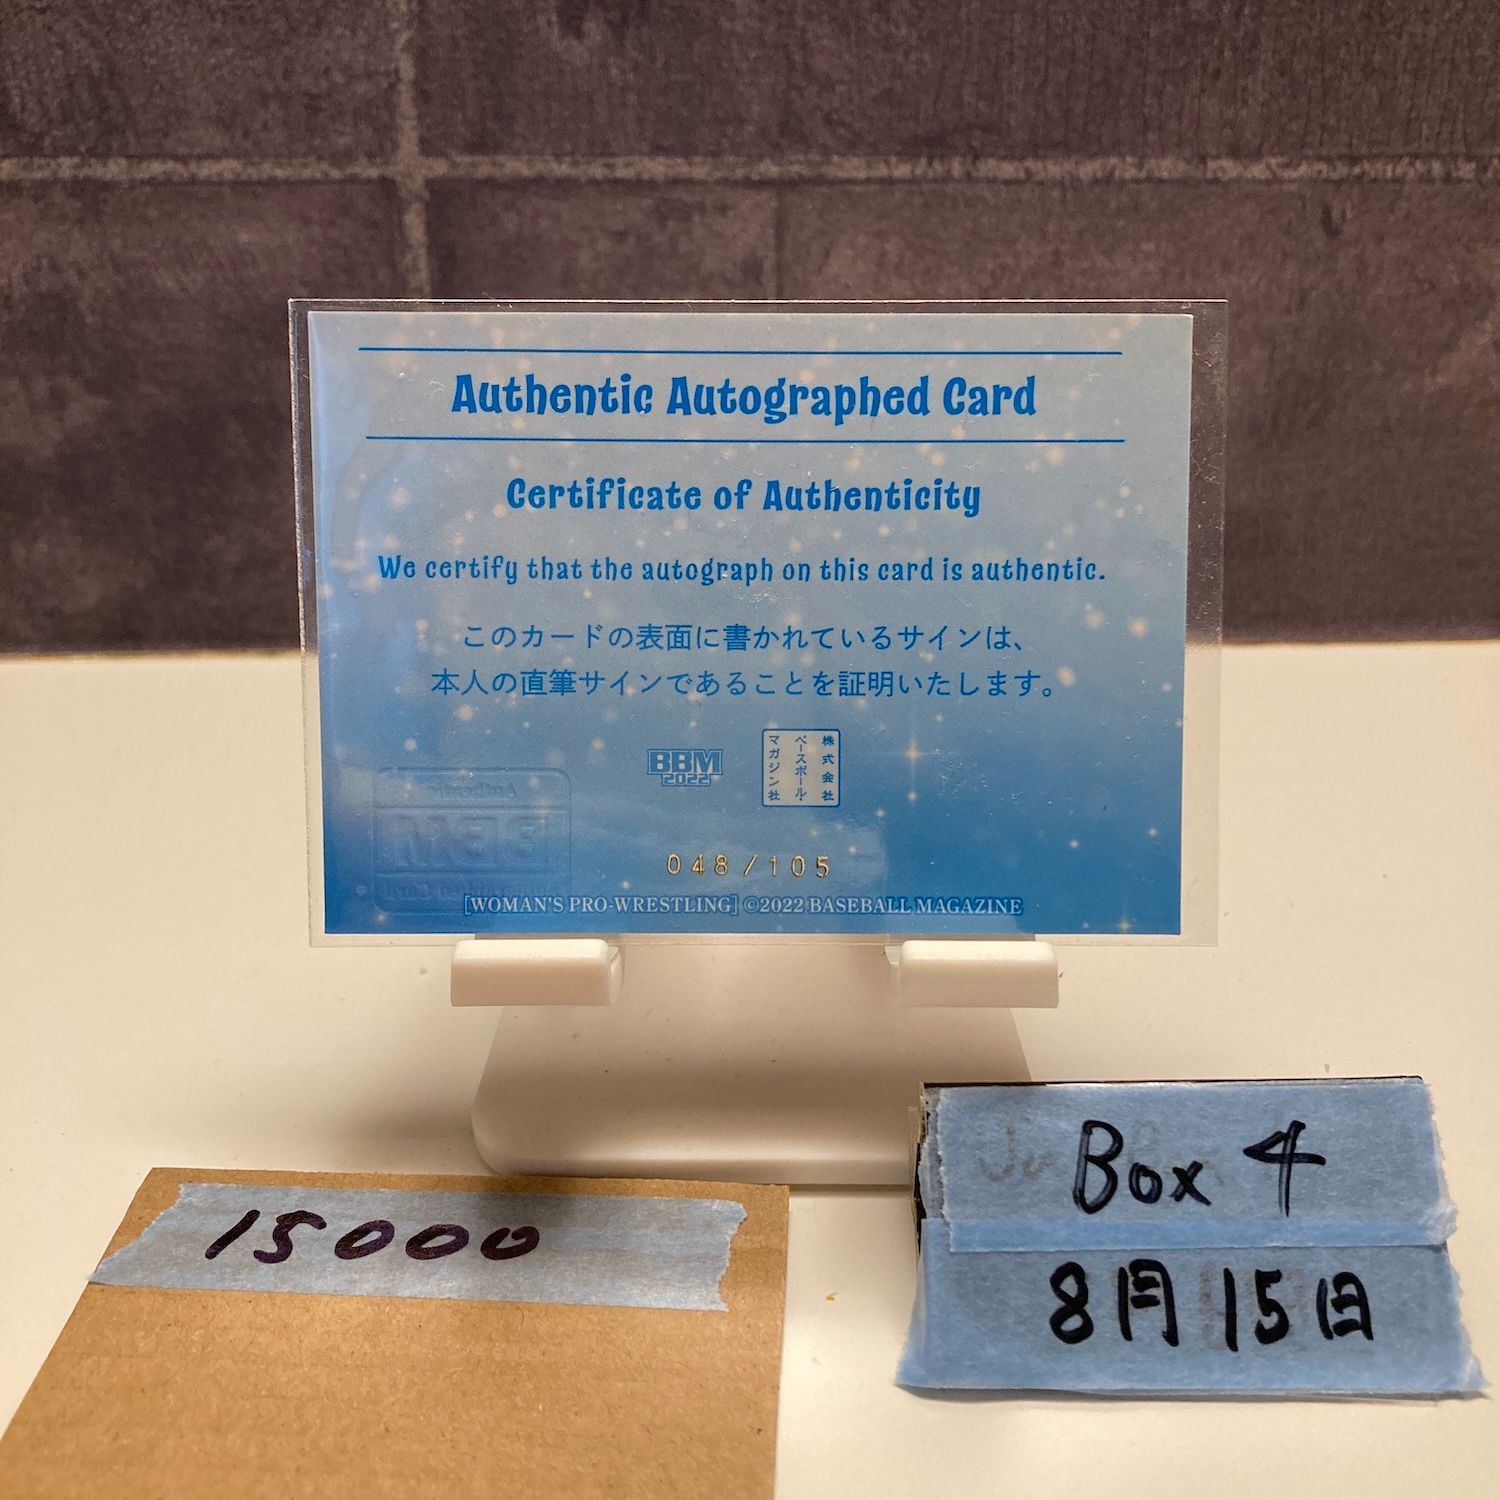 Authentic Autographed Card
Certificate of Authenticity
We certify that the autograph on this card is authentic.
このカードの表面に書かれているサインは、
本人の直筆サインであることを証明いたします。
BBM
2022
株式会社
ベースボール・
マガジン社
BBM
048/105
[WOMAN'S PRO-WRESTLING] ©2022 BASEBALL MAGAZINE
15000
Box 4
8月15日